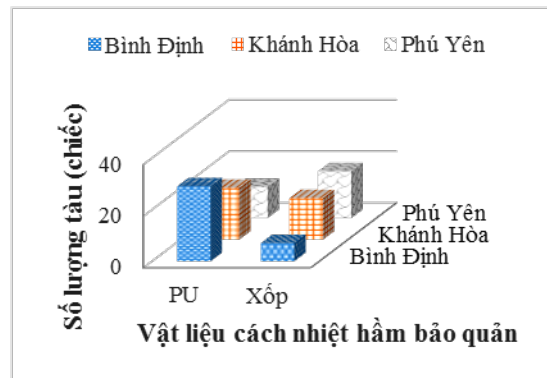 Bình Định Khánh Hòa Phú Yên
Số lượng tàu (chiếc)
40
20
0
PU Xốp
Phú Yên
Khánh Hòa
Bình Định
Vật liệu cách nhiệt hầm bảo quản